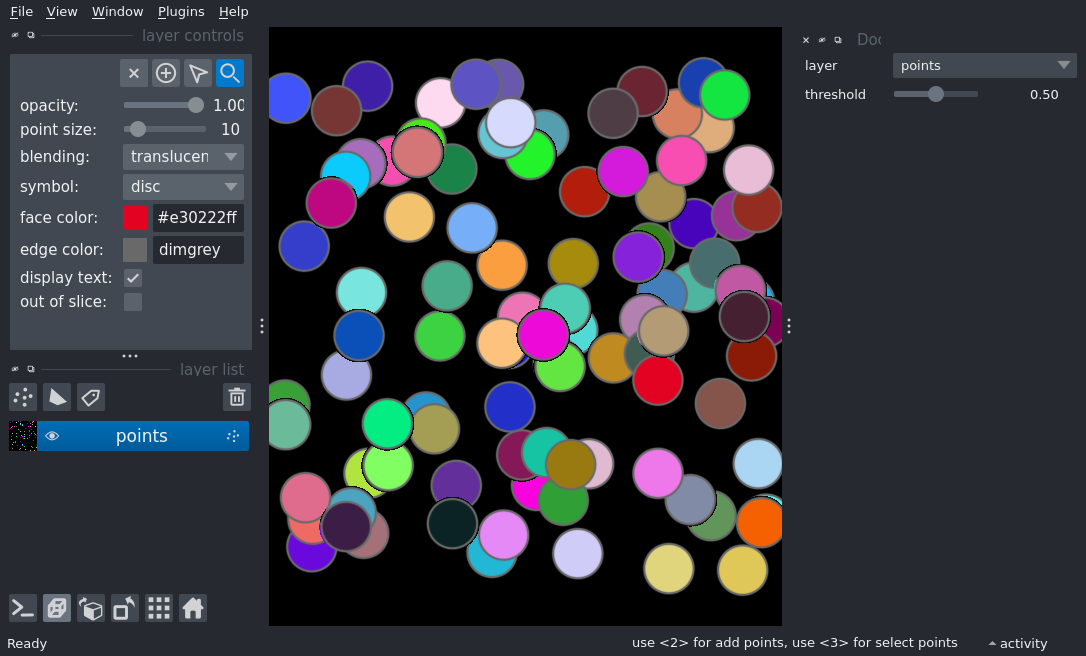 File View Window Plugins Help
layer controls
opacity: 1.00
point size: 10
blending: translucen
symbol: disc
face color: #e30222ff
edge color: dimgrey
display text:
out of slice:
layer list
points
Doc
layer points
threshold 0.50
Ready use <2> for add points, use <3> for select points activity